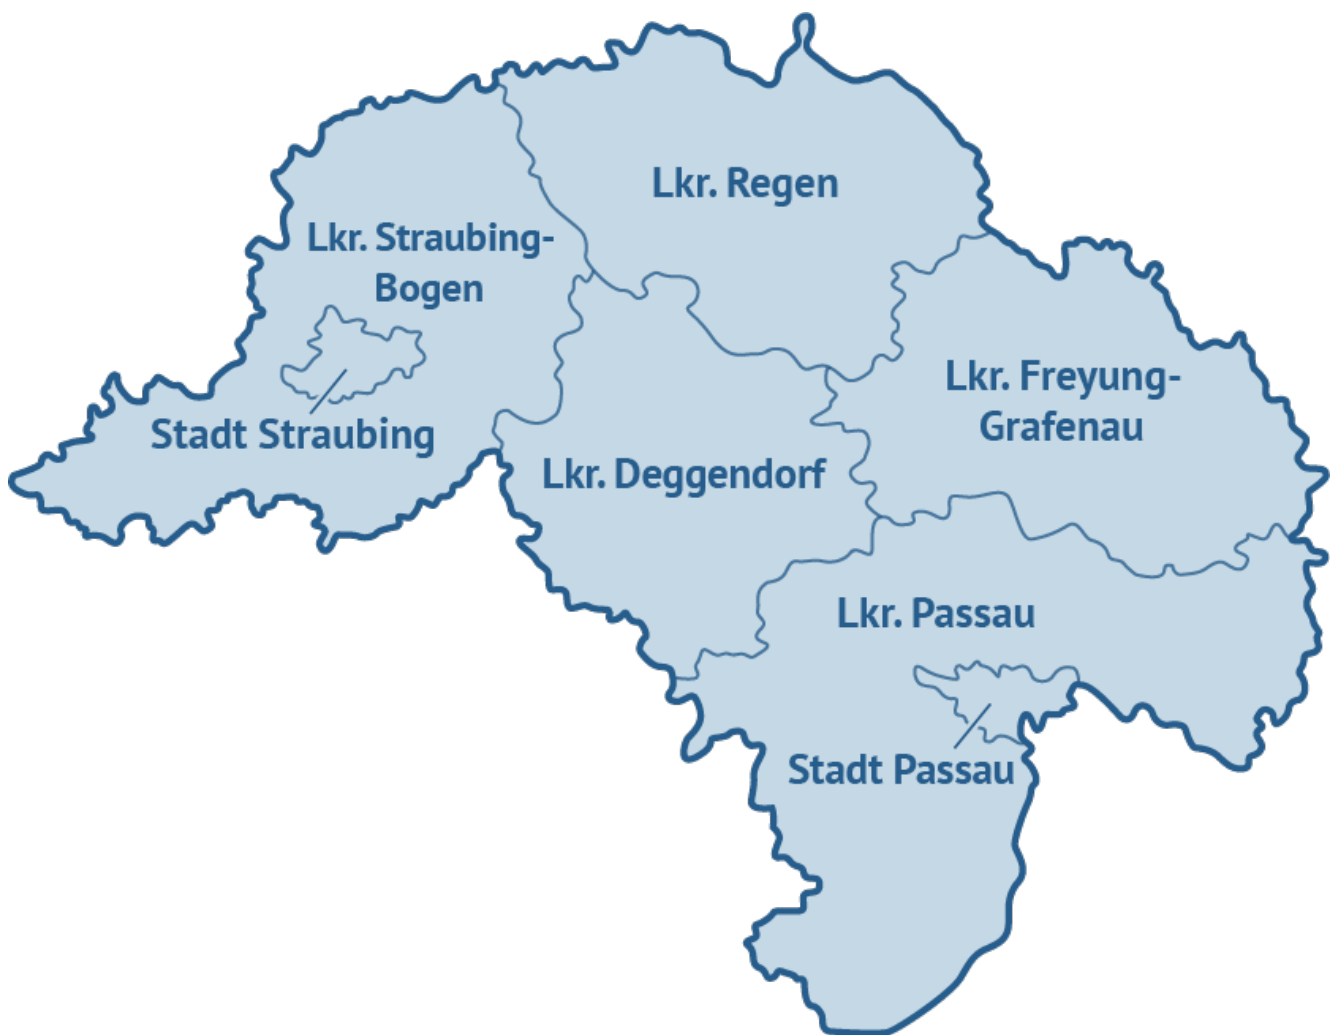 Lkr. Regen
Lkr. Straubing-
Bogen
Lkr. Freyung-
Grafenau
Stadt Straubing
Lkr. Deggendorf
Lkr. Passau
Stadt Passau